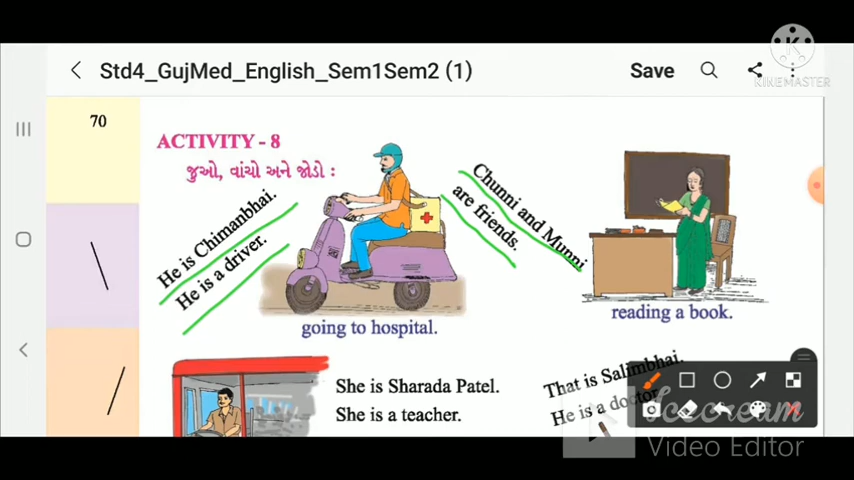 KINEMASTER
Std4_GujMed_English_Sem1Sem2 (1)
Save
70
ACTIVITY - 8
જુઓ, વાંચો અને જોડો :
He is Chimanbhai.
He is a driver.
Chunni and Munni
are friends.
going to hospital.
reading a book.
She is Sharada Patel.
She is a teacher.
That is Salimbhai.
He is a doctor
Icecream
Video Editor